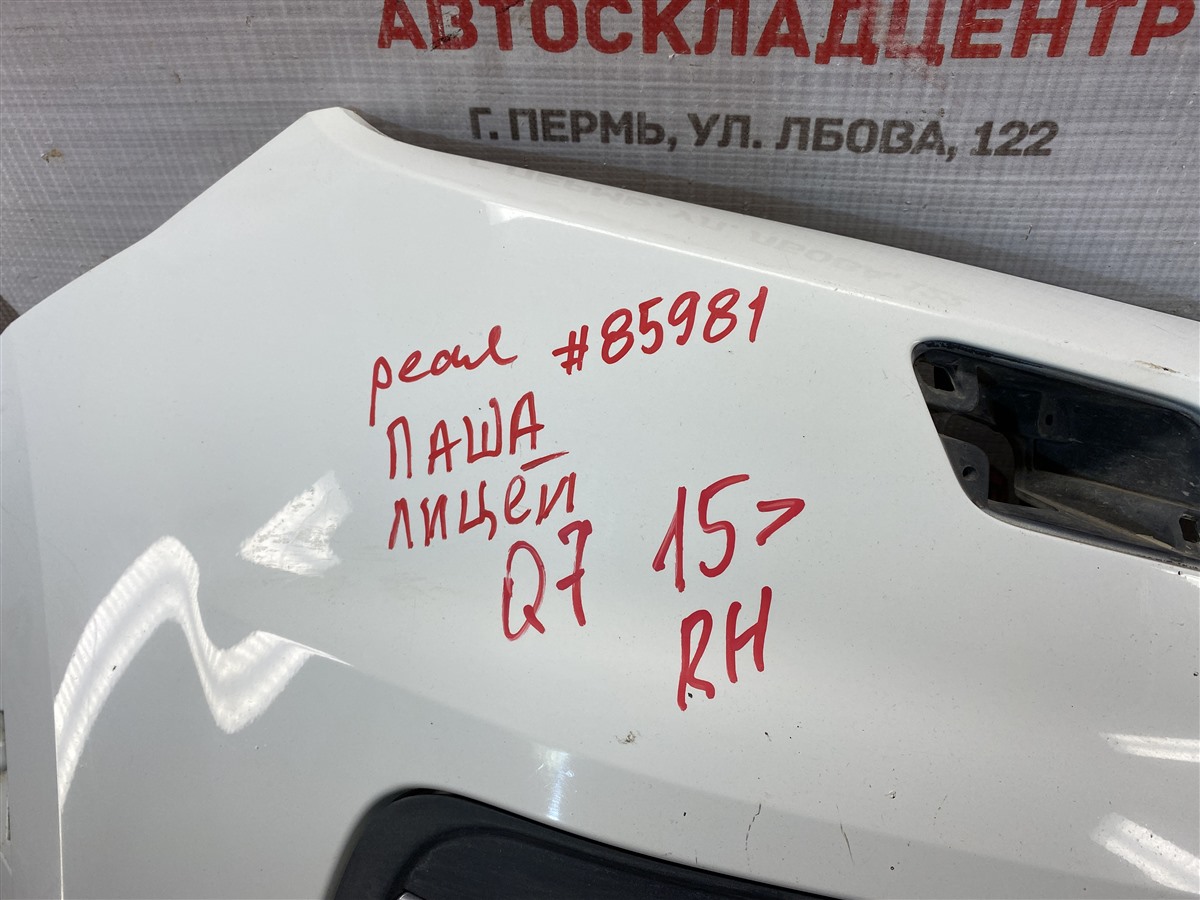 АВТОСКЛАДЦЕНТР
Г. ПЕРМЬ, УЛ. ЛБОВА, 122
pearl #85981
ПАША
ЛИЦЕЙ
Q7 15>
RH